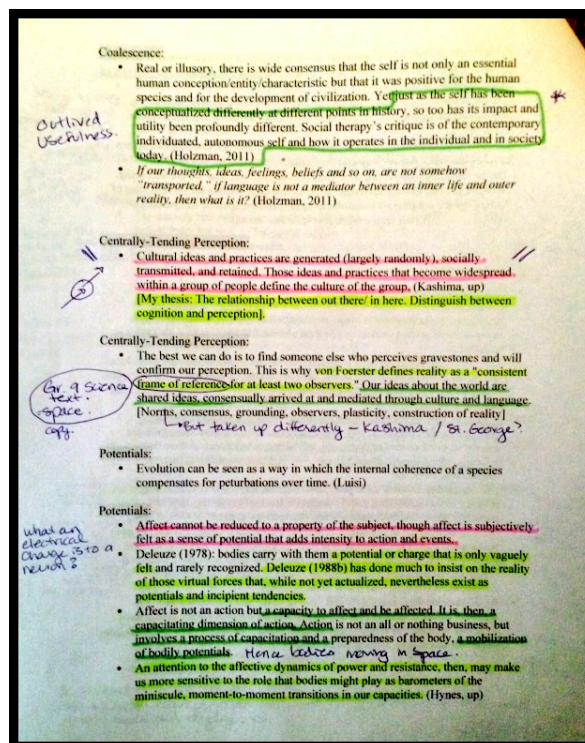 Coalescence:
• Real or illusory, there is wide consensus that the self is not only an essential
human conception/entity/characteristic but that it was positive for the human
species and for the development of civilization. Yet just as the self has been
conceptualized differently at different points in history, so too has its impact and
utility been profoundly different. Social therapy's critique is of the contemporary
individuated, autonomous self and how it operates in the individual and in society
today. (Holzman, 2011)
outlived
usefulness.
• If our thoughts, ideas, feelings, beliefs and so on, are not somehow
"transported," if language is not a mediator between an inner life and outer
reality, then what is it? (Holzman, 2011)
Centrally-Tending Perception:
• Cultural ideas and practices are generated (largely randomly), socially
transmitted, and retained. Those ideas and practices that become widespread
within a group of people define the culture of the group. (Kashima, up)
[My thesis: The relationship between out there/ in here. Distinguish between
cognition and perception].
Centrally-Tending Perception:
• The best we can do is to find someone else who perceives gravestones and will
confirm our perception. This is why von Foerster defines reality as a "consistent
frame of reference for at least two observers." Our ideas about the world are
shared ideas, consensually arrived at and mediated through culture and language.
[Norms, consensus, grounding, observers, plasticity, construction of reality]
Gr. 9 Science
text.
space.
copy.
But taken up differently – Kashima / St. George?
Potentials:
• Evolution can be seen as a way in which the internal coherence of a species
compensates for peturbations over time. (Luisi)
Potentials:
• Affect cannot be reduced to a property of the subject, though affect is subjectively
felt as a sense of potential that adds intensity to action and events.
what an
electrical
charge is to a
neuron?
• Deleuze (1978): bodies carry with them a potential or charge that is only vaguely
felt and rarely recognized. Deleuze (1988b) has done much to insist on the reality
of those virtual forces that, while not yet actualized, nevertheless exist as
potentials and incipient tendencies.
• Affect is not an action but a capacity to affect and be affected. It is, then, a
capacitating dimension of action. Action is not an all or nothing business, but
involves a process of capacitation and a preparedness of the body, a mobilization
of bodily potentials. Hence bodies moving in space.
• An attention to the affective dynamics of power and resistance, then, may make
us more sensitive to the role that bodies might play as barometers of the
miniscule, moment-to-moment transitions in our capacities. (Hynes, up)